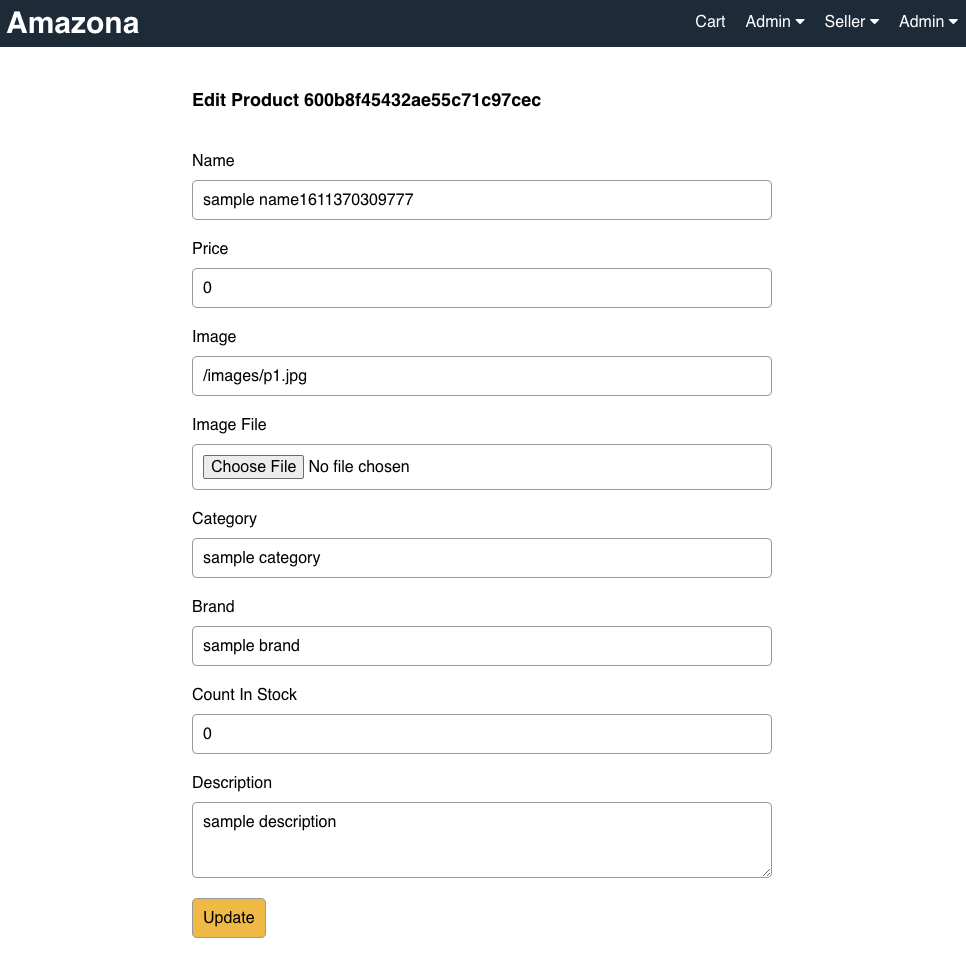 Amazona
Cart Admin Seller Admin
Edit Product 600b8f45432ae55c71c97cec
Name
sample name1611370309777
Price
0
Image
/images/p1.jpg
Image File
Choose File No file chosen
Category
sample category
Brand
sample brand
Count In Stock
0
Description
sample description
Update